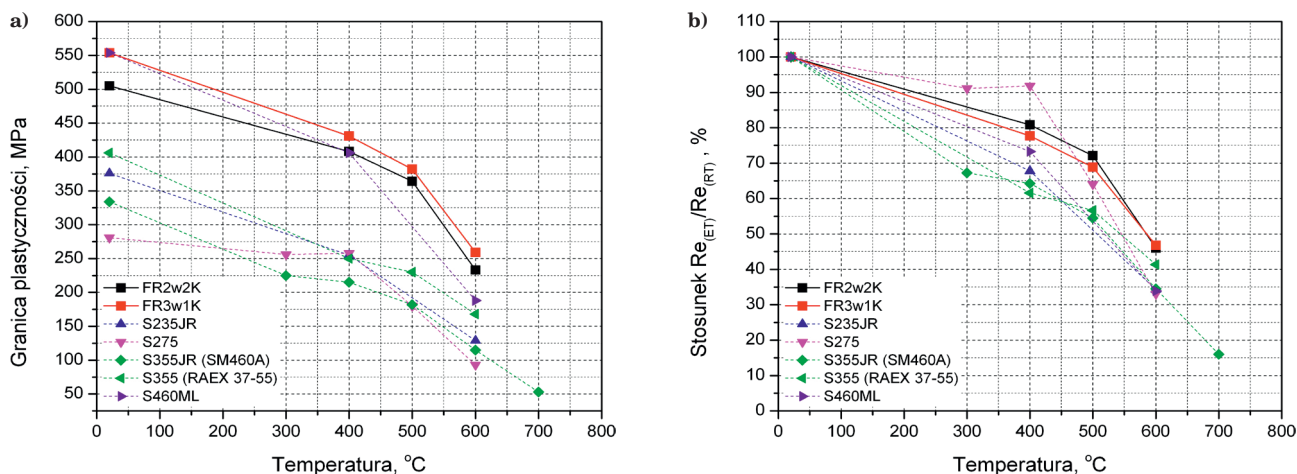 a)
Granica plastyczności, MPa
600
550
500
450
400
350
300
250
200
150
100
50
FR2w2K
FR3w1K
S235JR
S275
S355JR (SM460A)
S355 (RAEX 37-55)
S460ML
0 100 200 300 400 500 600 700 800
Temperatura, °C
b)
Stosunek Re(ET)/Re(RT) , %
110
100
90
80
70
60
50
40
30
20
10
0
FR2w2K
FR3w1K
S235JR
S275
S355JR (SM460A)
S355 (RAEX 37-55)
S460ML
0 100 200 300 400 500 600 700 800
Temperatura, °C